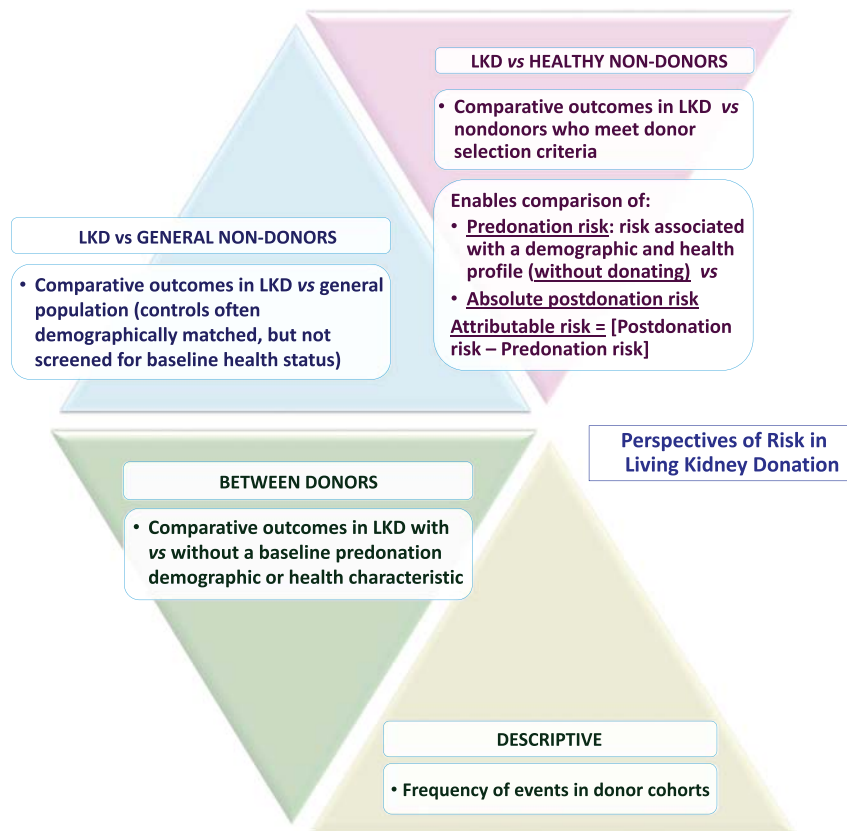 LKD vs HEALTHY NON-DONORS
• Comparative outcomes in LKD vs
nondonors who meet donor
selection criteria
Enables comparison of:
• Predonation risk: risk associated
with a demographic and health
profile (without donating) vs
• Absolute postdonation risk
Attributable risk = [Postdonation
risk – Predonation risk]
LKD vs GENERAL NON-DONORS
• Comparative outcomes in LKD vs general
population (controls often
demographically matched, but not
screened for baseline health status)
Perspectives of Risk in
Living Kidney Donation
BETWEEN DONORS
• Comparative outcomes in LKD with
vs without a baseline predonation
demographic or health characteristic
DESCRIPTIVE
• Frequency of events in donor cohorts